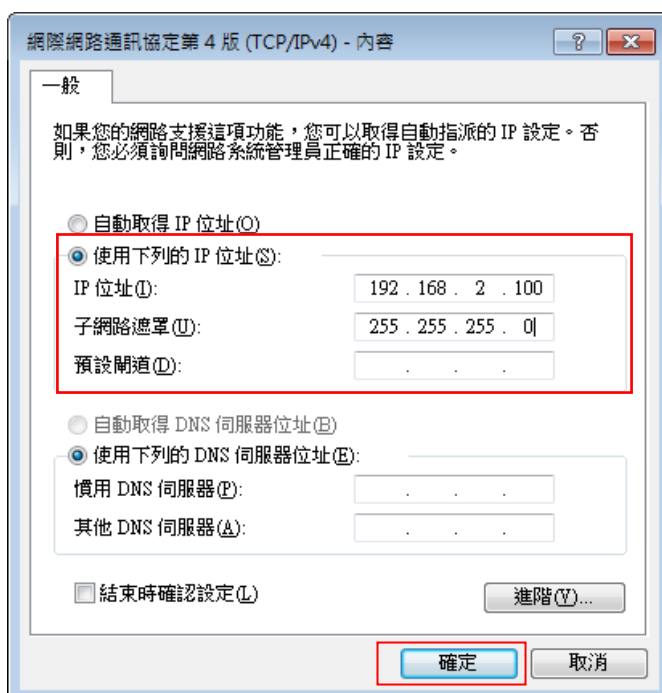 網際網路通訊協定第 4 版 (TCP/IPv4) - 內容
一般
如果您的網路支援這項功能，您可以取得自動指派的 IP 設定。否
則，您必須詢問網路系統管理員正確的 IP 設定。
自動取得 IP 位址(O)
使用下列的 IP 位址(S):
IP 位址(I): 192 . 168 . 2 . 100
子網路遮罩(U): 255 . 255 . 255 . 0
預設閘道(D): . . .
自動取得 DNS 伺服器位址(B)
使用下列的 DNS 伺服器位址(E):
慣用 DNS 伺服器(P): . . .
其他 DNS 伺服器(A): . . .
結束時確認設定(L)
進階(V)...
確定 取消